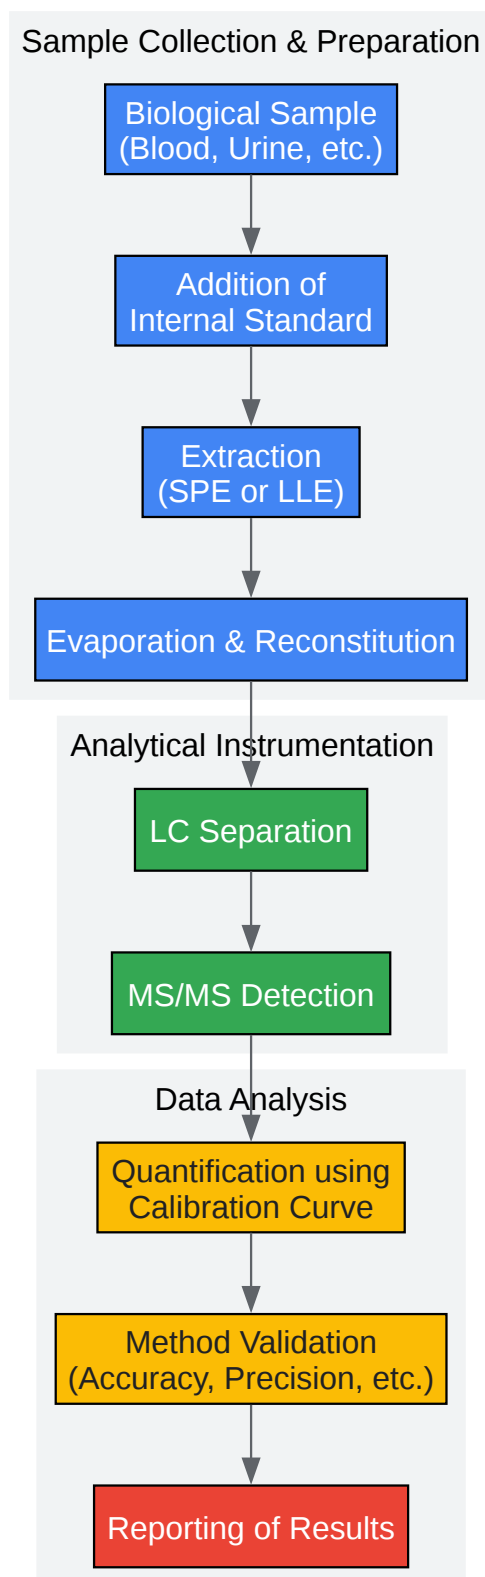 Sample Collection & Preparation
Biological Sample
(Blood, Urine, etc.)
Addition of
Internal Standard
Extraction
(SPE or LLE)
Evaporation & Reconstitution
Analytical Instrumentation
LC Separation
MS/MS Detection
Data Analysis
Quantification using
Calibration Curve
Method Validation
(Accuracy, Precision, etc.)
Reporting of Results